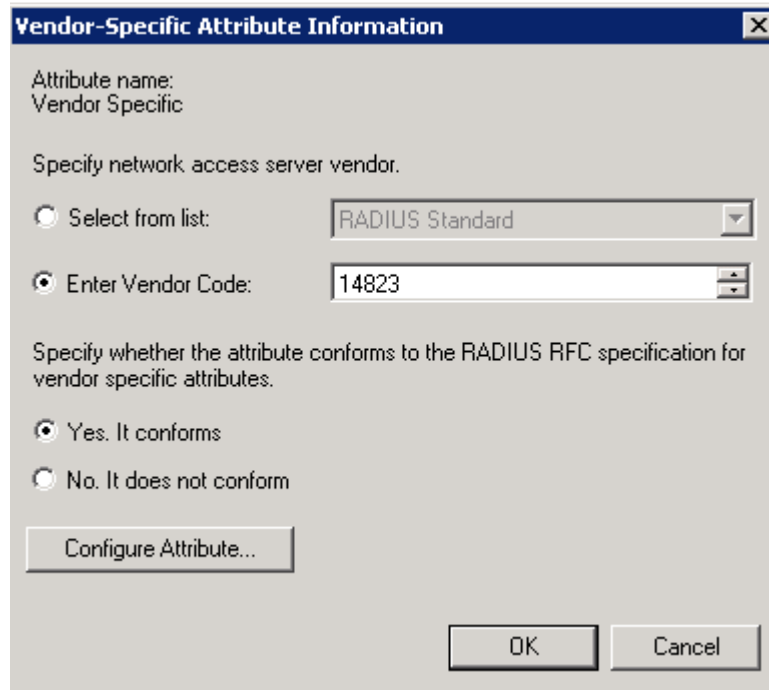 Vendor-Specific Attribute Information
Attribute name:
Vendor Specific
Specify network access server vendor.
Select from list:
RADIUS Standard
Enter Vendor Code:
14823
Specify whether the attribute conforms to the RADIUS RFC specification for
vendor specific attributes.
Yes. It conforms
No. It does not conform
Configure Attribute...
OK
Cancel